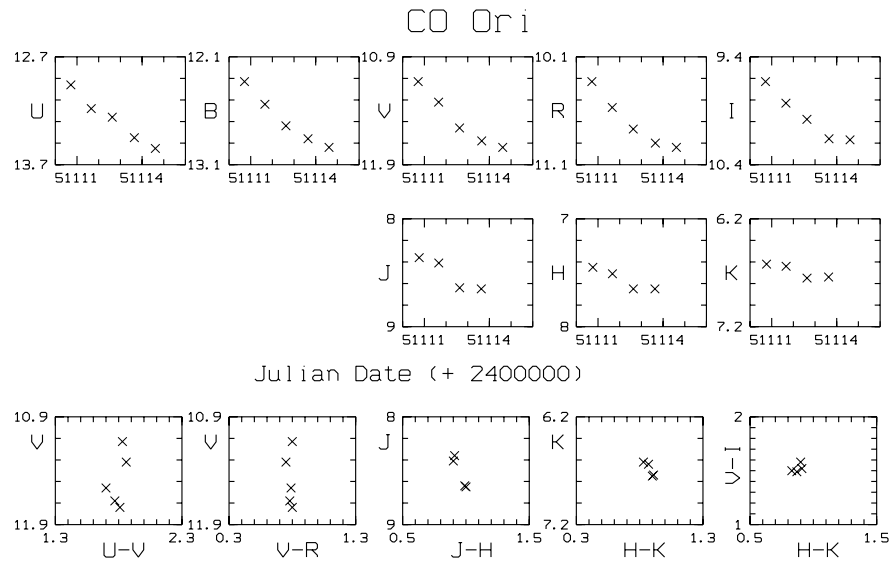 CO Ori
12.7 12.1 10.9 10.1 9.4
U B V R I
13.7 13.1 11.9 11.1 10.4
51111 51114 51111 51114 51111 51114 51111 51114 51111 51114
8 7 6.2
J H K
9 8 7.2
51111 51114 51111 51114 51111 51114
Julian Date (+ 2400000)
10.9 10.9 8 6.2 2
V V J K V-I
11.9 11.9 9 7.2 1
1.3 2.3 0.3 1.3 0.5 1.5 0.3 1.3 0.5 1.5
U-V V-R J-H H-K H-K